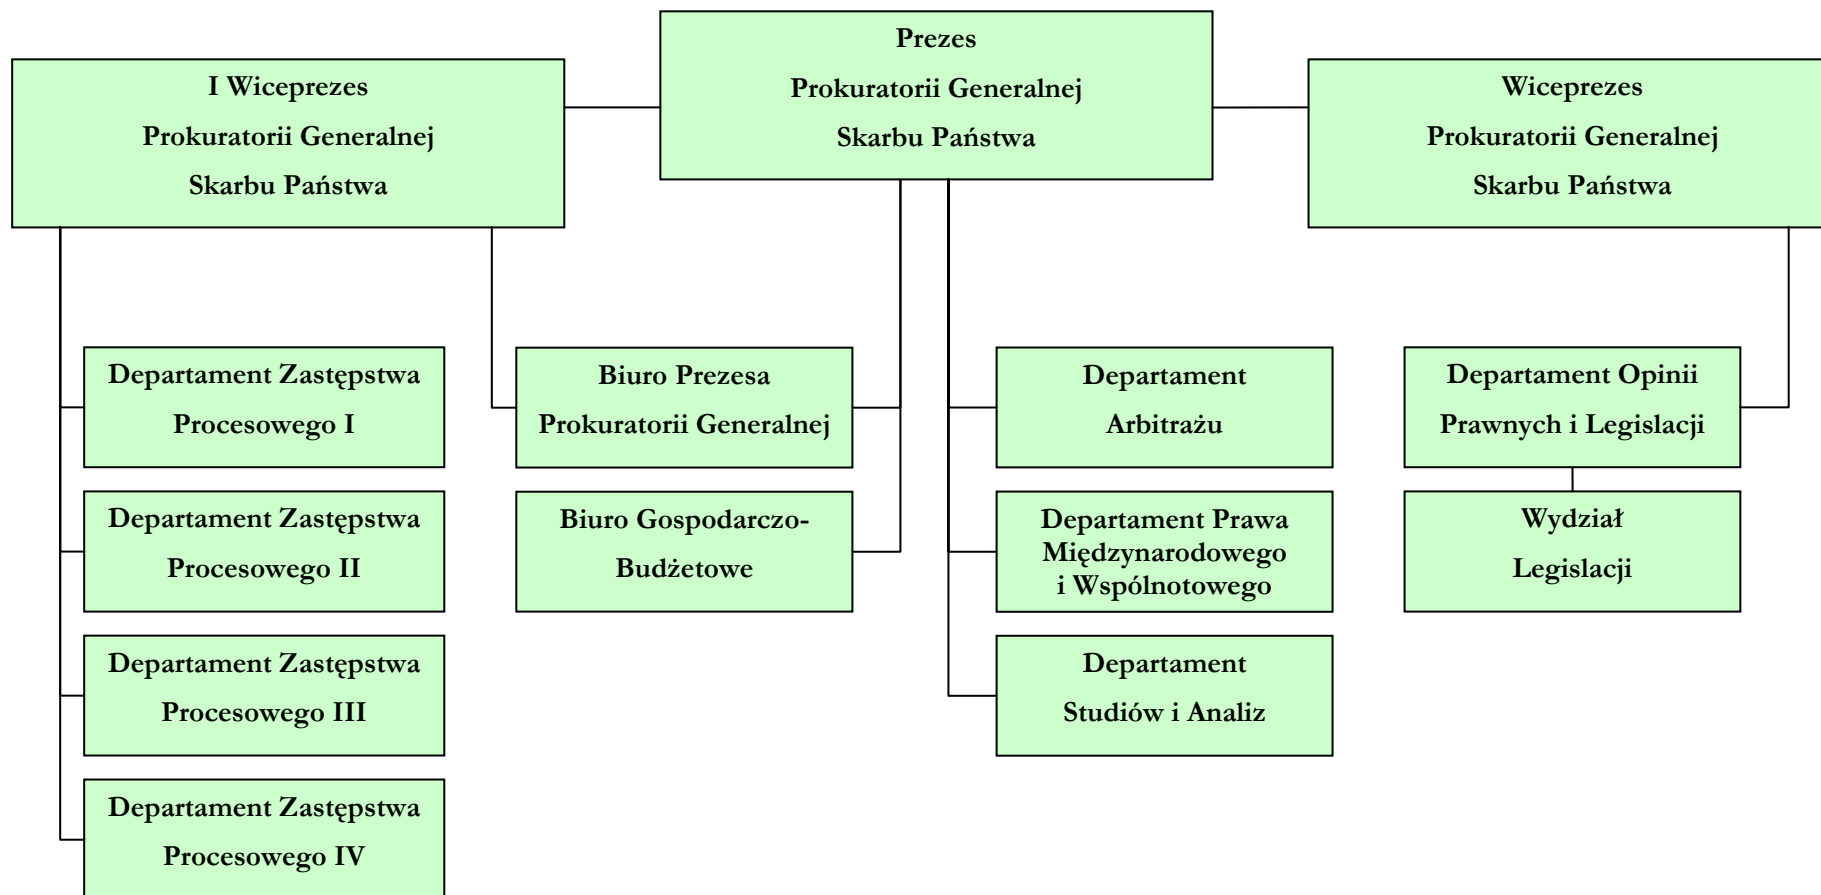 Prezes
Prokuratorii Generalnej
Skarbu Państwa
I Wiceprezes
Prokuratorii Generalnej
Skarbu Państwa
Wiceprezes
Prokuratorii Generalnej
Skarbu Państwa
Departament Zastępstwa
Procesowego I
Departament Zastępstwa
Procesowego II
Departament Zastępstwa
Procesowego III
Departament Zastępstwa
Procesowego IV
Biuro Prezesa
Prokuratorii Generalnej
Biuro Gospodarczo-
Budżetowe
Departament
Arbitrażu
Departament Prawa
Międzynarodowego
i Wspólnotowego
Departament
Studiów i Analiz
Departament Opinii
Prawnych i Legislacji
Wydział
Legislacji